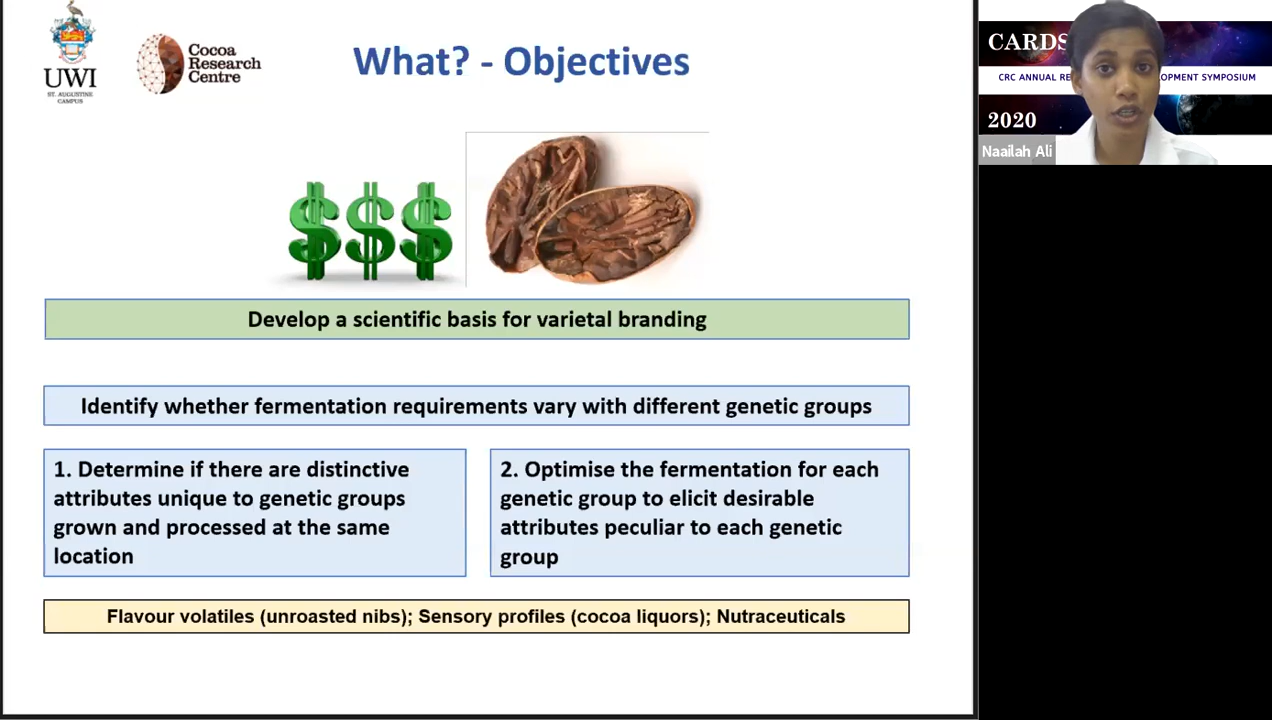 UWI
ST. AUGUSTINE
CAMPUS
Cocoa
Research
Centre
What? - Objectives
$$$
Develop a scientific basis for varietal branding
Identify whether fermentation requirements vary with different genetic groups
1. Determine if there are distinctive
attributes unique to genetic groups
grown and processed at the same
location
2. Optimise the fermentation for each
genetic group to elicit desirable
attributes peculiar to each genetic
group
Flavour volatiles (unroasted nibs); Sensory profiles (cocoa liquors); Nutraceuticals
CARDS
CRC ANNUAL RE OPMENT SYMPOSIUM
2020
Naailah Ali